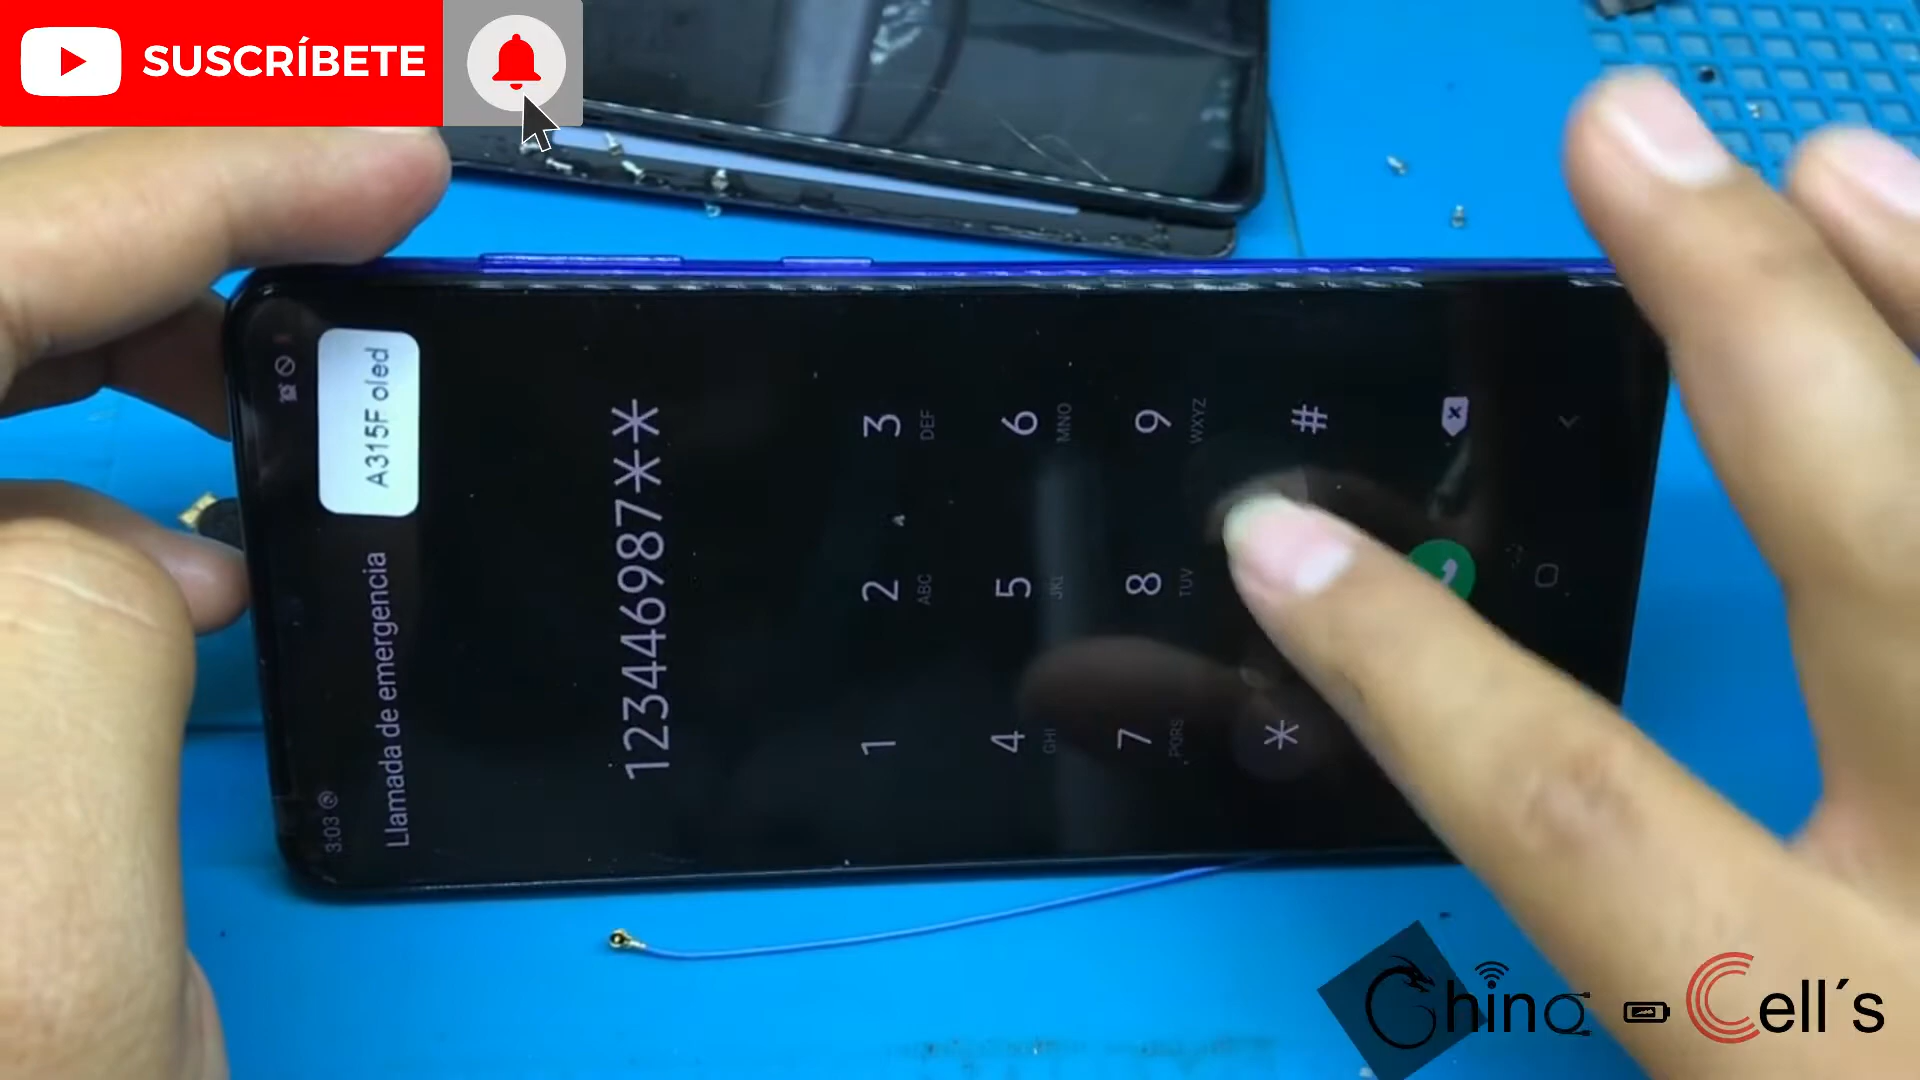 SUSCRÍBETE
3:03
Llamada de emergencia
A315F oled
123446987**
1
2 ABC
3 DEF
4 GHI
5 JKL
6 MNO
7 PQRS
8 TUV
9 WXYZ
*
#
China - Cell´s